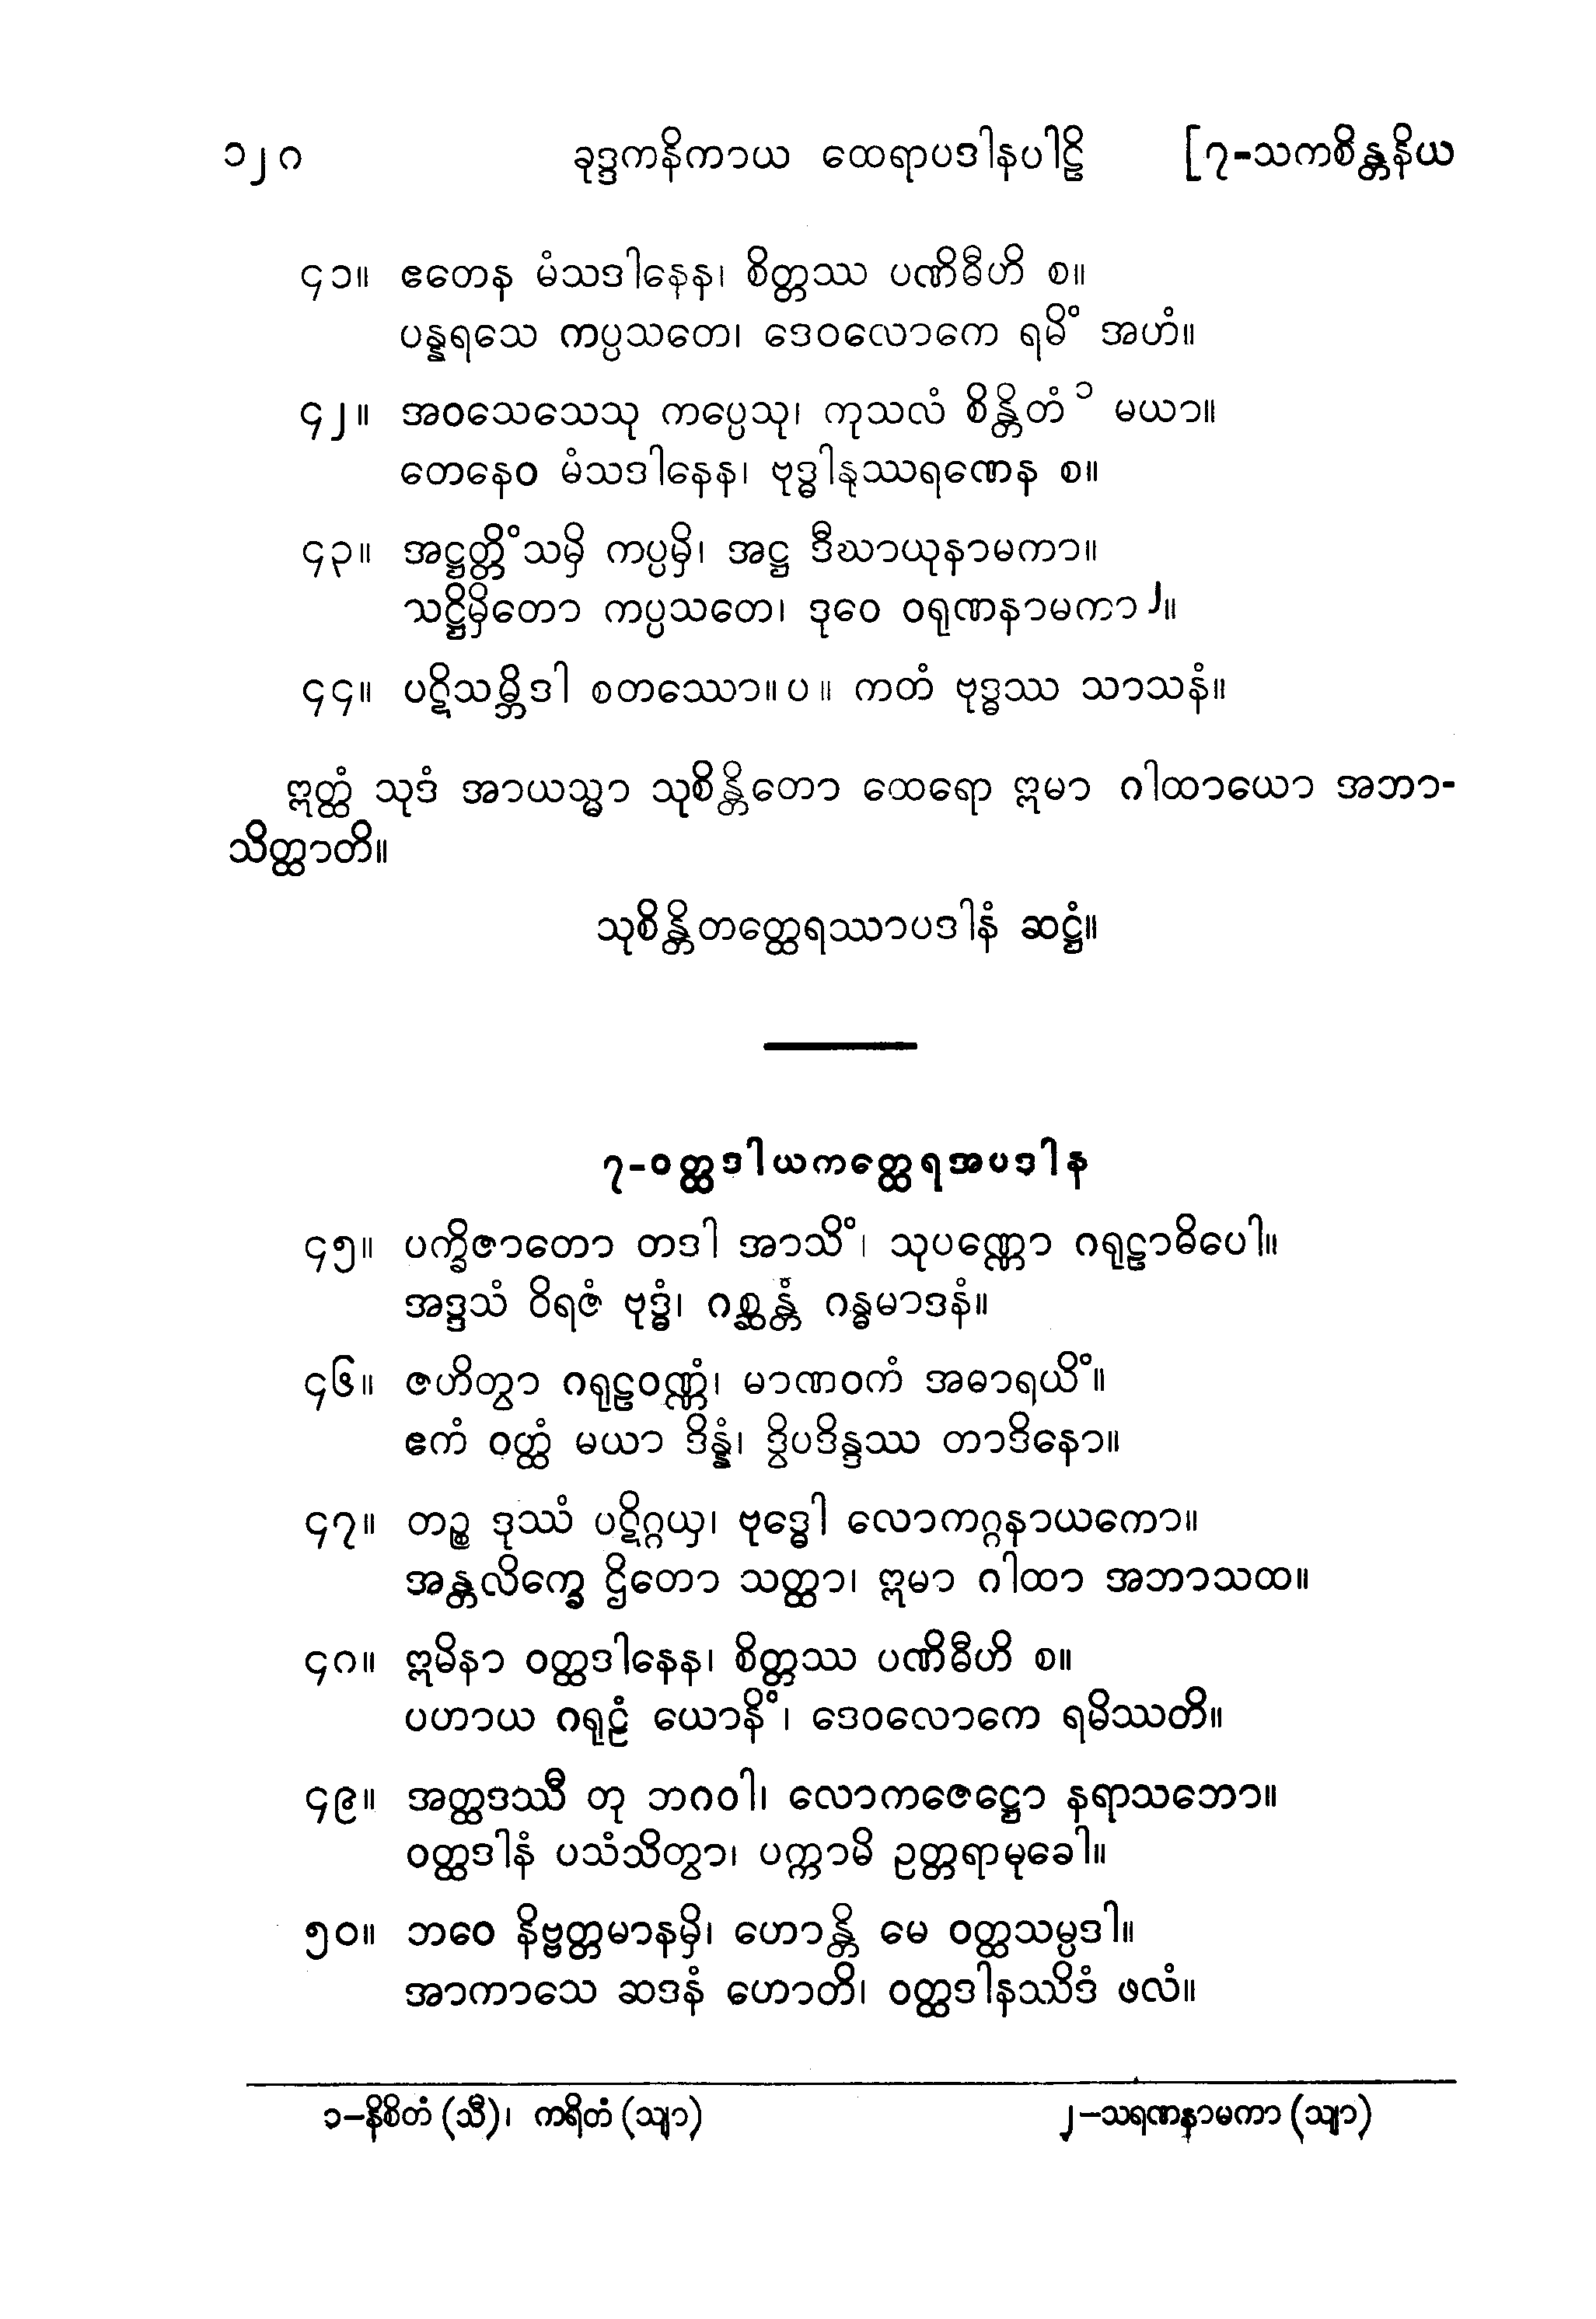 ၁၂၈ ခုဒ္ဒကနိကာယ ထေရာပဒါနပါဠိ [၇-သကစိန္တနိယ
၄၁။ ဧတေန မံသဒါနေန၊ စိတ္တဿ ပဏိဓီဟိ စ။
ပန္နရသေ ကပ္ပသတေ၊ ဒေဝလောကေ ရမိံ အဟံ။
၄၂။ အဝသေသေသု ကပ္ပေသု၊ ကုသလံ စိန္တိတံ ၁ မယာ။
တေနေဝ မံသဒါနေန၊ ဗုဒ္ဓါနုဿရဏေန စ။
၄၃။ အဋ္ဌတ္တိံသမှိ ကပ္ပမှိ၊ အဋ္ဌ ဒီဃာယုနာမကာ။
သဋ္ဌိမှိတော ကပ္ပသတေ၊ ဒုဝေ ဝရုဏနာမကာ ၂။
၄၄။ ပဋိသမ္ဘိဒါ စတဿော။ပ။ ကတံ ဗုဒ္ဓဿ သာသနံ။
ဣတ္ထံ သုဒံ အာယသ္မာ သုစိန္တိတော ထေရော ဣမာ ဂါထာယော အဘာ-
သိတ္ထာတိ။
သုစိန္တိတတ္ထေရဿာပဒါနံ ဆဋ္ဌံ။
၇-ဝတ္ထဒါယကတ္ထေရအပဒါန
၄၅။ ပက္ခိဇာတော တဒါ အာသိံ၊ သုပဏ္ဏော ဂရုဠာဓိပေါ။
အဒ္ဒသံ ဝိရဇံ ဗုဒ္ဓံ၊ ဂစ္ဆန္တံ ဂန္ဓမာဒနံ။
၄၆။ ဇဟိတွာ ဂရုဠဝဏ္ဏံ၊ မာဏဝကံ အဓာရယိံ။
ဧကံ ဝတ္ထံ မယာ ဒိန္နံ၊ ဒွိပဒိန္ဒဿ တာဒိနော။
၄၇။ တဉ္စ ဒုဿံ ပဋိဂ္ဂယှ၊ ဗုဒ္ဓေါ လောကဂ္ဂနာယကော။
အန္တလိက္ခေ ဌိတော သတ္ထာ၊ ဣမာ ဂါထာ အဘာသထ။
၄၈။ ဣမိနာ ဝတ္ထဒါနေန၊ စိတ္တဿ ပဏိဓီဟိ စ။
ပဟာယ ဂရုဠံ ယောနိံ၊ ဒေဝလောကေ ရမိဿတိ။
၄၉။ အတ္ထဒဿီ တု ဘဂဝါ၊ လောကဇေဋ္ဌော နရာသဘော။
ဝတ္ထဒါနံ ပသံသိတွာ၊ ပက္ကာမိ ဥတ္တရာမုခေါ။
၅၀။ ဘဝေ နိဗ္ဗတ္တမာနမှိ၊ ဟောန္တိ မေ ဝတ္ထသမ္ပဒါ။
အာကာသေ ဆဒနံ ဟောတိ၊ ဝတ္ထဒါနဿိဒံ ဖလံ။
၁–နိစိတံ (သီ)၊ ကရိတံ (သျာ) ၂–သရဏနာမကာ (သျာ)